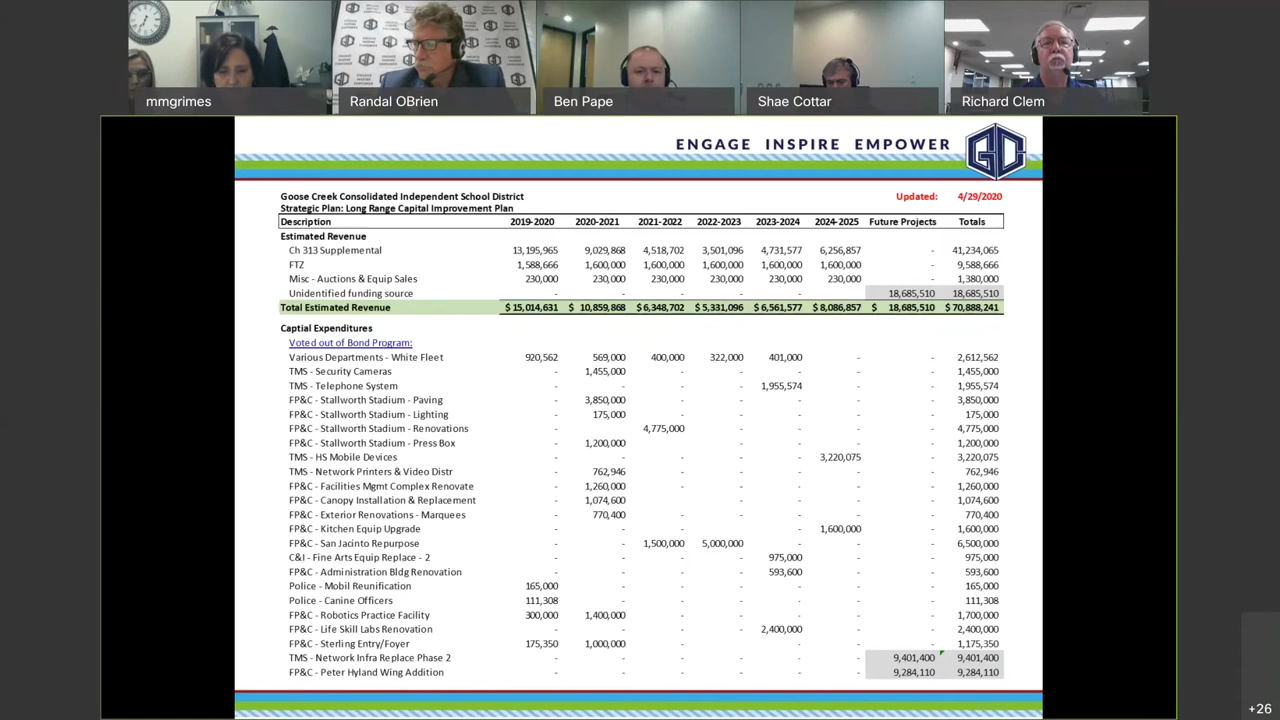 mmgrimes
Randal OBrien
Ben Pape
Shae Cottar
Richard Clem
ENGAGE INSPIRE EMPOWER
GC
Goose Creek Consolidated Independent School District Updated: 4/29/2020
Strategic Plan: Long Range Capital Improvement Plan
Description 2019-2020 2020-2021 2021-2022 2022-2023 2023-2024 2024-2025 Future Projects Totals
Estimated Revenue
Ch 313 Supplemental 13,195,965 9,029,868 4,518,702 3,501,096 4,731,577 6,256,857 - 41,234,065
FTZ 1,588,666 1,600,000 1,600,000 1,600,000 1,600,000 1,600,000 - 9,588,666
Misc - Auctions & Equip Sales 230,000 230,000 230,000 230,000 230,000 230,000 - 1,380,000
Unidentified funding source - - - - - - 18,685,510 18,685,510
Total Estimated Revenue $ 15,014,631 $ 10,859,868 $ 6,348,702 $ 5,331,096 $ 6,561,577 $ 8,086,857 $ 18,685,510 $ 70,888,241
Captial Expenditures
Voted out of Bond Program:
Various Departments - White Fleet 920,562 569,000 400,000 322,000 401,000 - - 2,612,562
TMS - Security Cameras - 1,455,000 - - - - - 1,455,000
TMS - Telephone System - - - - 1,955,574 - - 1,955,574
FP&C - Stallworth Stadium - Paving - 3,850,000 - - - - - 3,850,000
FP&C - Stallworth Stadium - Lighting - 175,000 - - - - - 175,000
FP&C - Stallworth Stadium - Renovations - - 4,775,000 - - - - 4,775,000
FP&C - Stallworth Stadium - Press Box - 1,200,000 - - - - - 1,200,000
TMS - HS Mobile Devices - - - - - 3,220,075 - 3,220,075
TMS - Network Printers & Video Distr - 762,946 - - - - - 762,946
FP&C - Facilities Mgmt Complex Renovate - 1,260,000 - - - - - 1,260,000
FP&C - Canopy Installation & Replacement - 1,074,600 - - - - - 1,074,600
FP&C - Exterior Renovations - Marquees - 770,400 - - - - - 770,400
FP&C - Kitchen Equip Upgrade - - - - - 1,600,000 - 1,600,000
FP&C - San Jacinto Repurpose - - 1,500,000 5,000,000 - - - 6,500,000
C&I - Fine Arts Equip Replace - 2 - - - - 975,000 - - 975,000
FP&C - Administration Bldg Renovation - - - - 593,600 - - 593,600
Police - Mobil Reunification 165,000 - - - - - - 165,000
Police - Canine Officers 111,308 - - - - - - 111,308
FP&C - Robotics Practice Facility 300,000 1,400,000 - - - - - 1,700,000
FP&C - Life Skill Labs Renovation - - - - 2,400,000 - - 2,400,000
FP&C - Sterling Entry/Foyer 175,350 1,000,000 - - - - - 1,175,350
TMS - Network Infra Replace Phase 2 - - - - - - 9,401,400 9,401,400
FP&C - Peter Hyland Wing Addition - - - - - - 9,284,110 9,284,110
+26